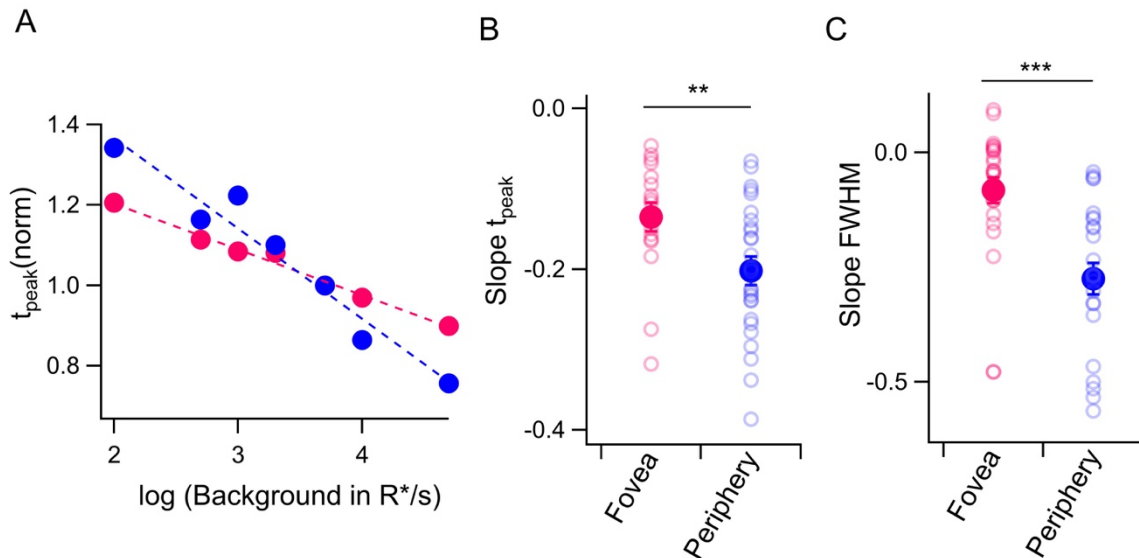 A
t_peak(norm)
1.4
1.2
1.0
0.8
2
3
4
log (Background in R*/s)
B
Slope t_peak
0.0
-0.2
-0.4
**
Fovea
Periphery
C
Slope FWHM
0.0
-0.5
***
Fovea
Periphery